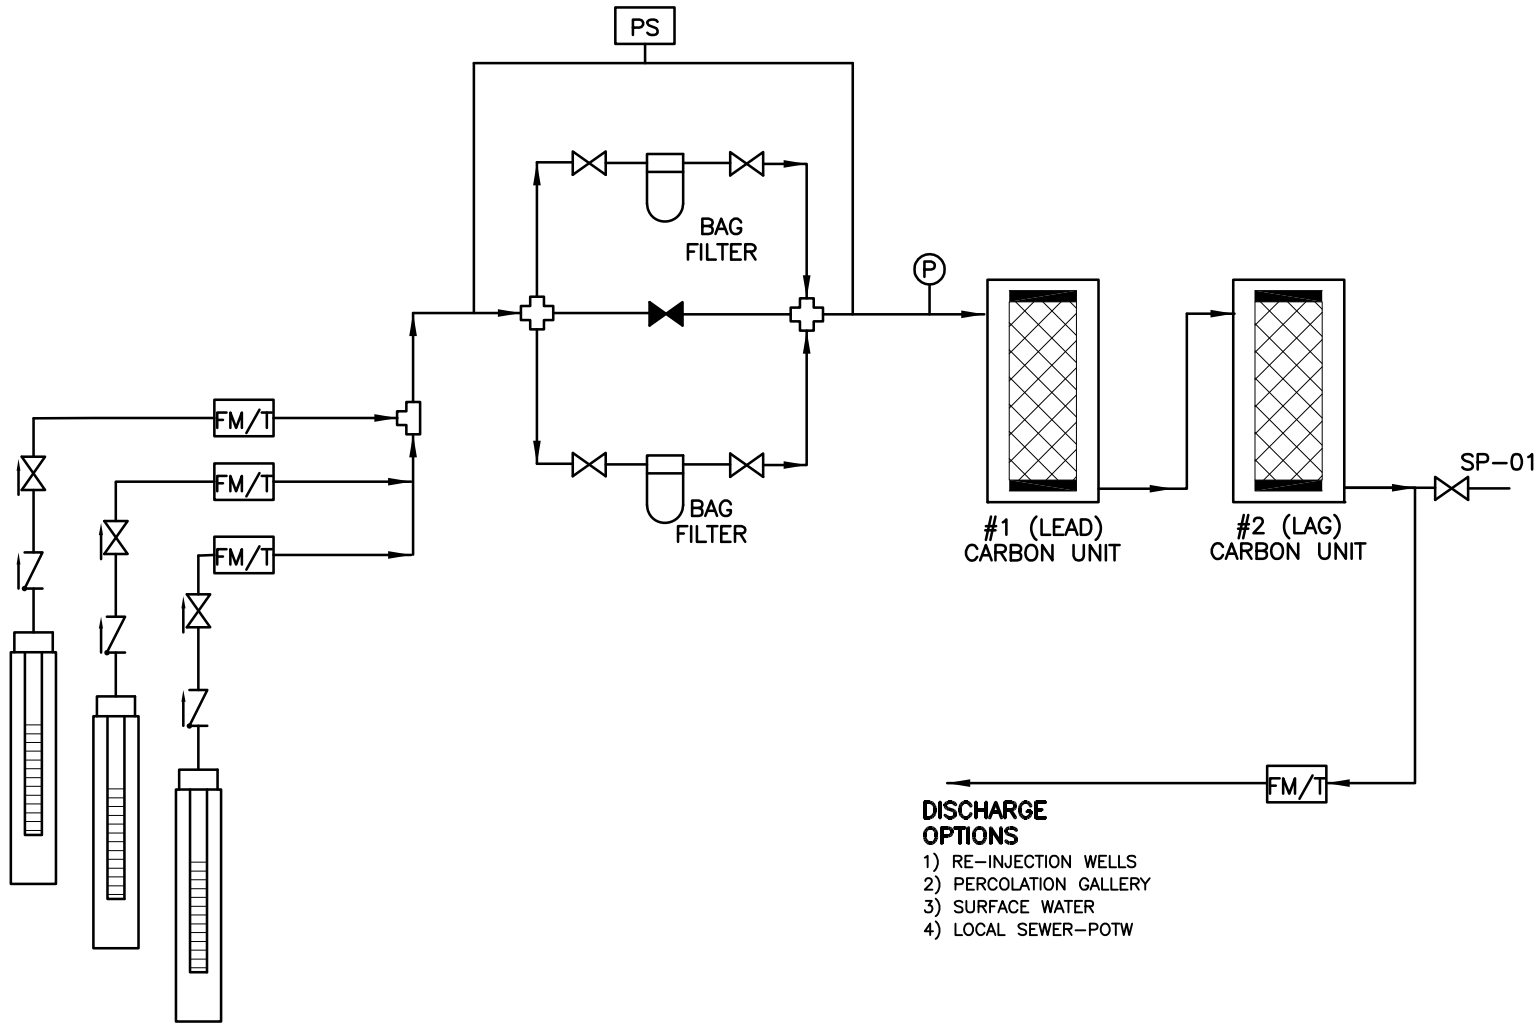 PS
BAG
FILTER
P
FM/T
FM/T
FM/T
BAG
FILTER
SP-01
#1 (LEAD)
CARBON UNIT
#2 (LAG)
CARBON UNIT
FM/T
DISCHARGE
OPTIONS
1) RE-INJECTION WELLS
2) PERCOLATION GALLERY
3) SURFACE WATER
4) LOCAL SEWER-POTW